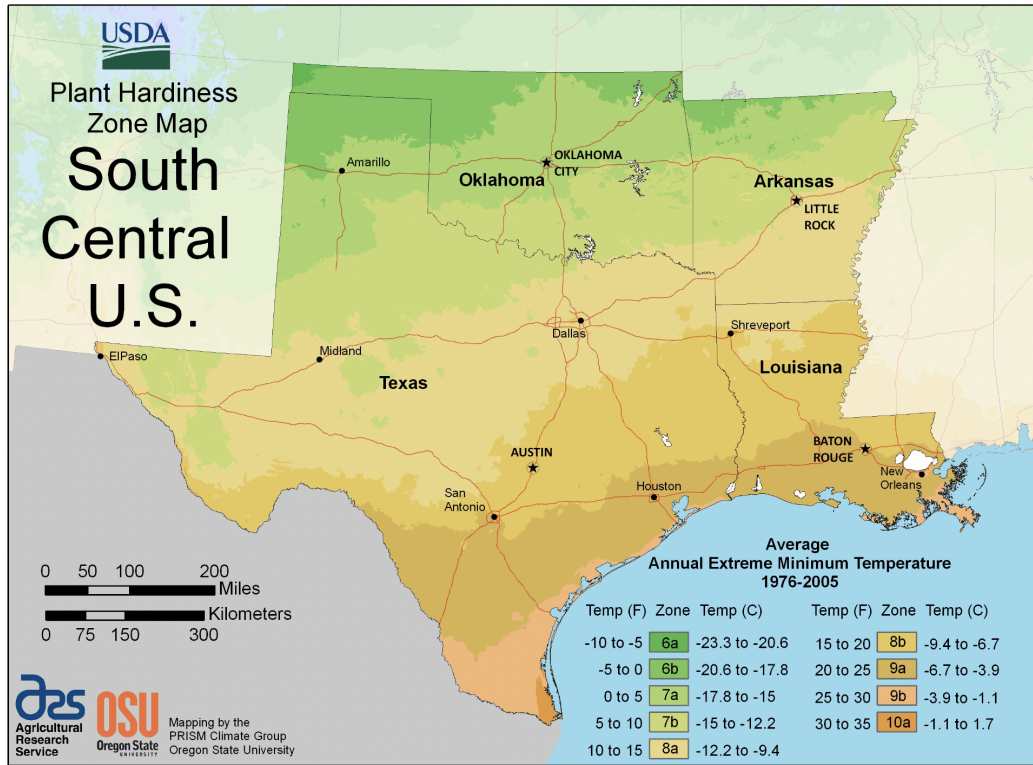 USDA
Plant Hardiness
Zone Map
South
Central
U.S.
Amarillo
OKLAHOMA
CITY
Oklahoma
Arkansas
LITTLE
ROCK
Dallas
Shreveport
ElPaso
Midland
Texas
Louisiana
AUSTIN
BATON
ROUGE
San
Antonio
Houston
New
Orleans
0 50 100 200
Miles
Kilometers
0 75 150 300
Average
Annual Extreme Minimum Temperature
1976-2005
Temp (F) Zone Temp (C) Temp (F) Zone Temp (C)
-10 to -5 6a -23.3 to -20.6 15 to 20 8b -9.4 to -6.7
-5 to 0 6b -20.6 to -17.8 20 to 25 9a -6.7 to -3.9
0 to 5 7a -17.8 to -15 25 to 30 9b -3.9 to -1.1
5 to 10 7b -15 to -12.2 30 to 35 10a -1.1 to 1.7
10 to 15 8a -12.2 to -9.4
ars
Agricultural
Research
Service
OSU
Oregon State
UNIVERSITY
Mapping by the
PRISM Climate Group
Oregon State University